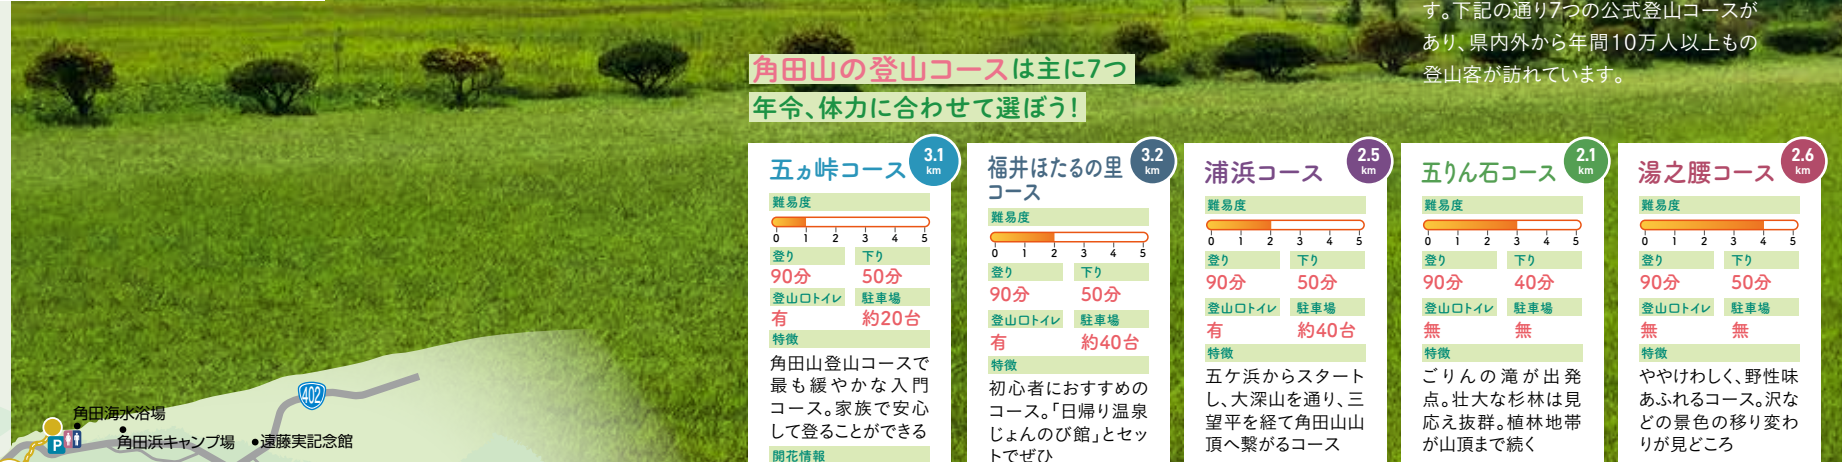 す。下記の通り7つの公式登山コースが
あり、県内外から年間10万人以上もの
登山客が訪れています。
角田山の登山コースは主に7つ
年令、体力に合わせて選ぼう!
五ヵ峠コース
3.1
km
難易度
0 1 2 3 4 5
登り 下り
90分 50分
登山口トイレ 駐車場
有 約20台
特徴
角田山登山コースで
最も緩やかな入門
コース。家族で安心
して登ることができる
開花情報
福井ほたるの里
コース
3.2
km
難易度
0 1 2 3 4 5
登り 下り
90分 50分
登山口トイレ 駐車場
有 約40台
特徴
初心者におすすめの
コース。「日帰り温泉
じょんのび館」とセッ
トでぜひ
浦浜コース
2.5
km
難易度
0 1 2 3 4 5
登り 下り
90分 50分
登山口トイレ 駐車場
有 約40台
特徴
五ケ浜からスタート
し、大深山を通り、三
望平を経て角田山山
頂へ繋がるコース
五りん石コース
2.1
km
難易度
0 1 2 3 4 5
登り 下り
90分 40分
登山口トイレ 駐車場
無 無
特徴
ごりんの滝が出発
点。壮大な杉林は見
応え抜群。植林地帯
が山頂まで続く
湯之腰コース
2.6
km
難易度
0 1 2 3 4 5
登り 下り
90分 50分
登山口トイレ 駐車場
無 無
特徴
ややけわしく、野性味
あふれるコース。沢な
どの景色の移り変わ
りが見どころ
402
角田海水浴場
P
角田浜キャンプ場
遠藤実記念館